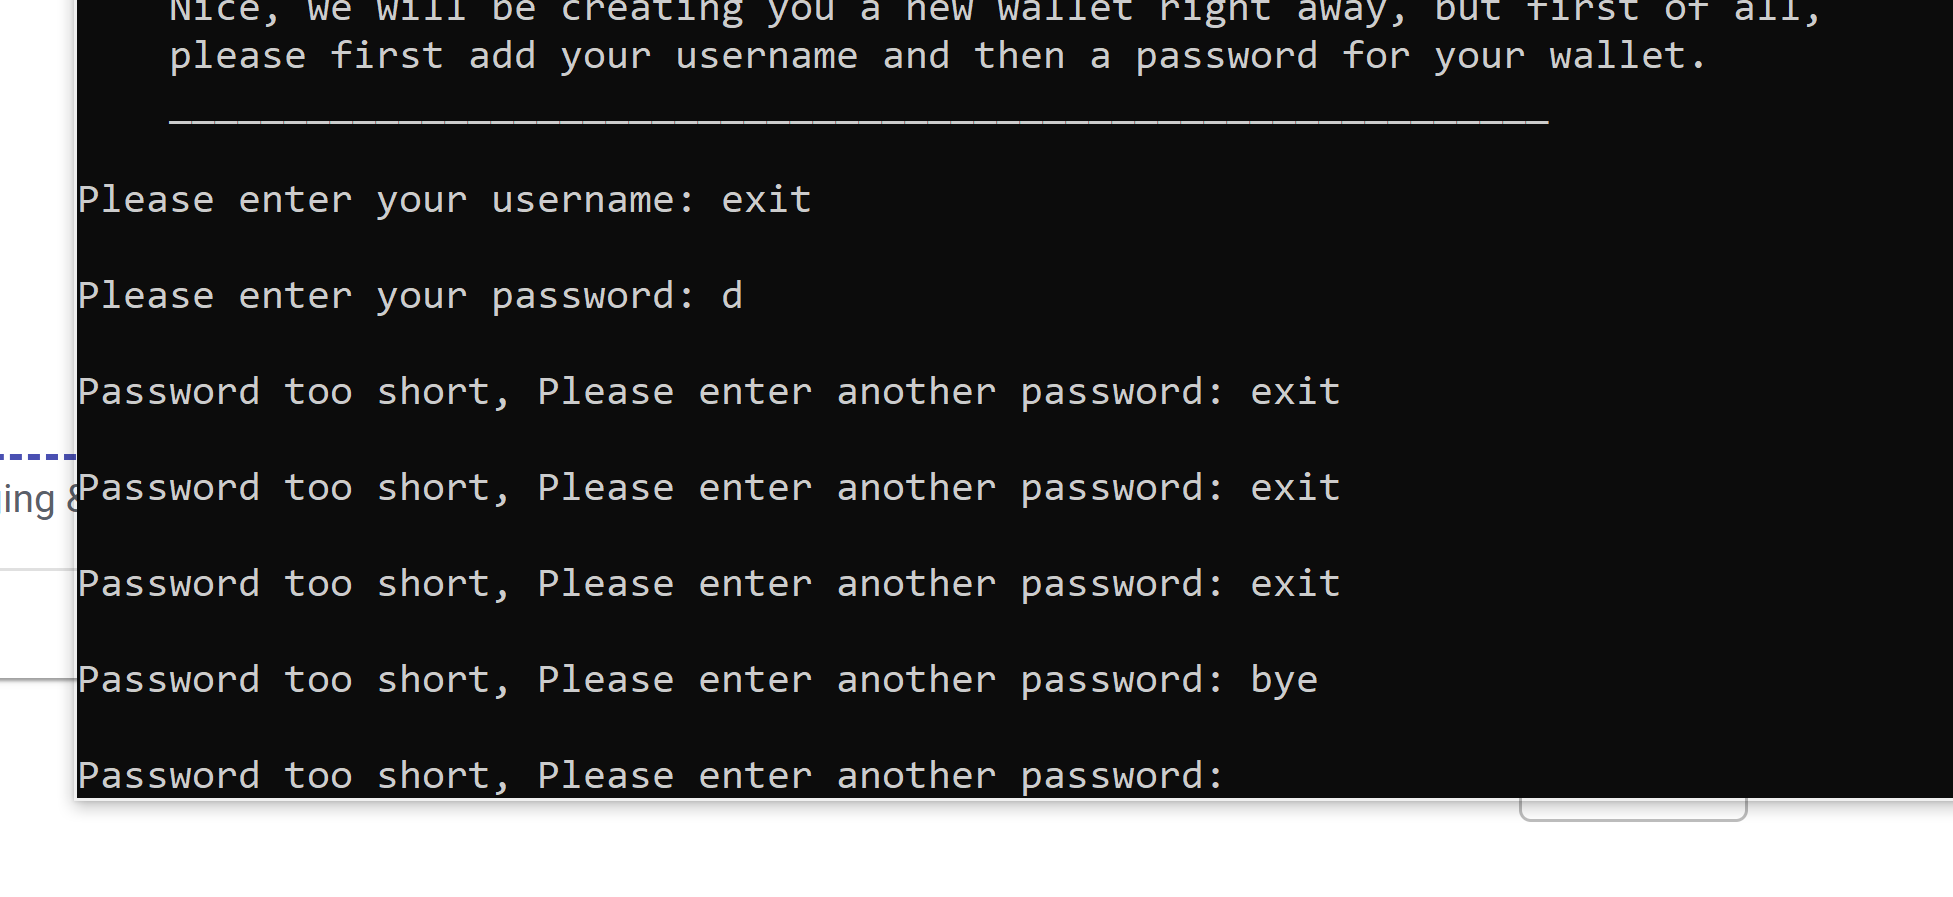 Nice, we will be creating you a new wallet right away, but first of all,
please first add your username and then a password for your wallet.
____________________________________________________________
Please enter your username: exit
Please enter your password: d
Password too short, Please enter another password: exit
Password too short, Please enter another password: exit
ing &
Password too short, Please enter another password: exit
Password too short, Please enter another password: bye
Password too short, Please enter another password: